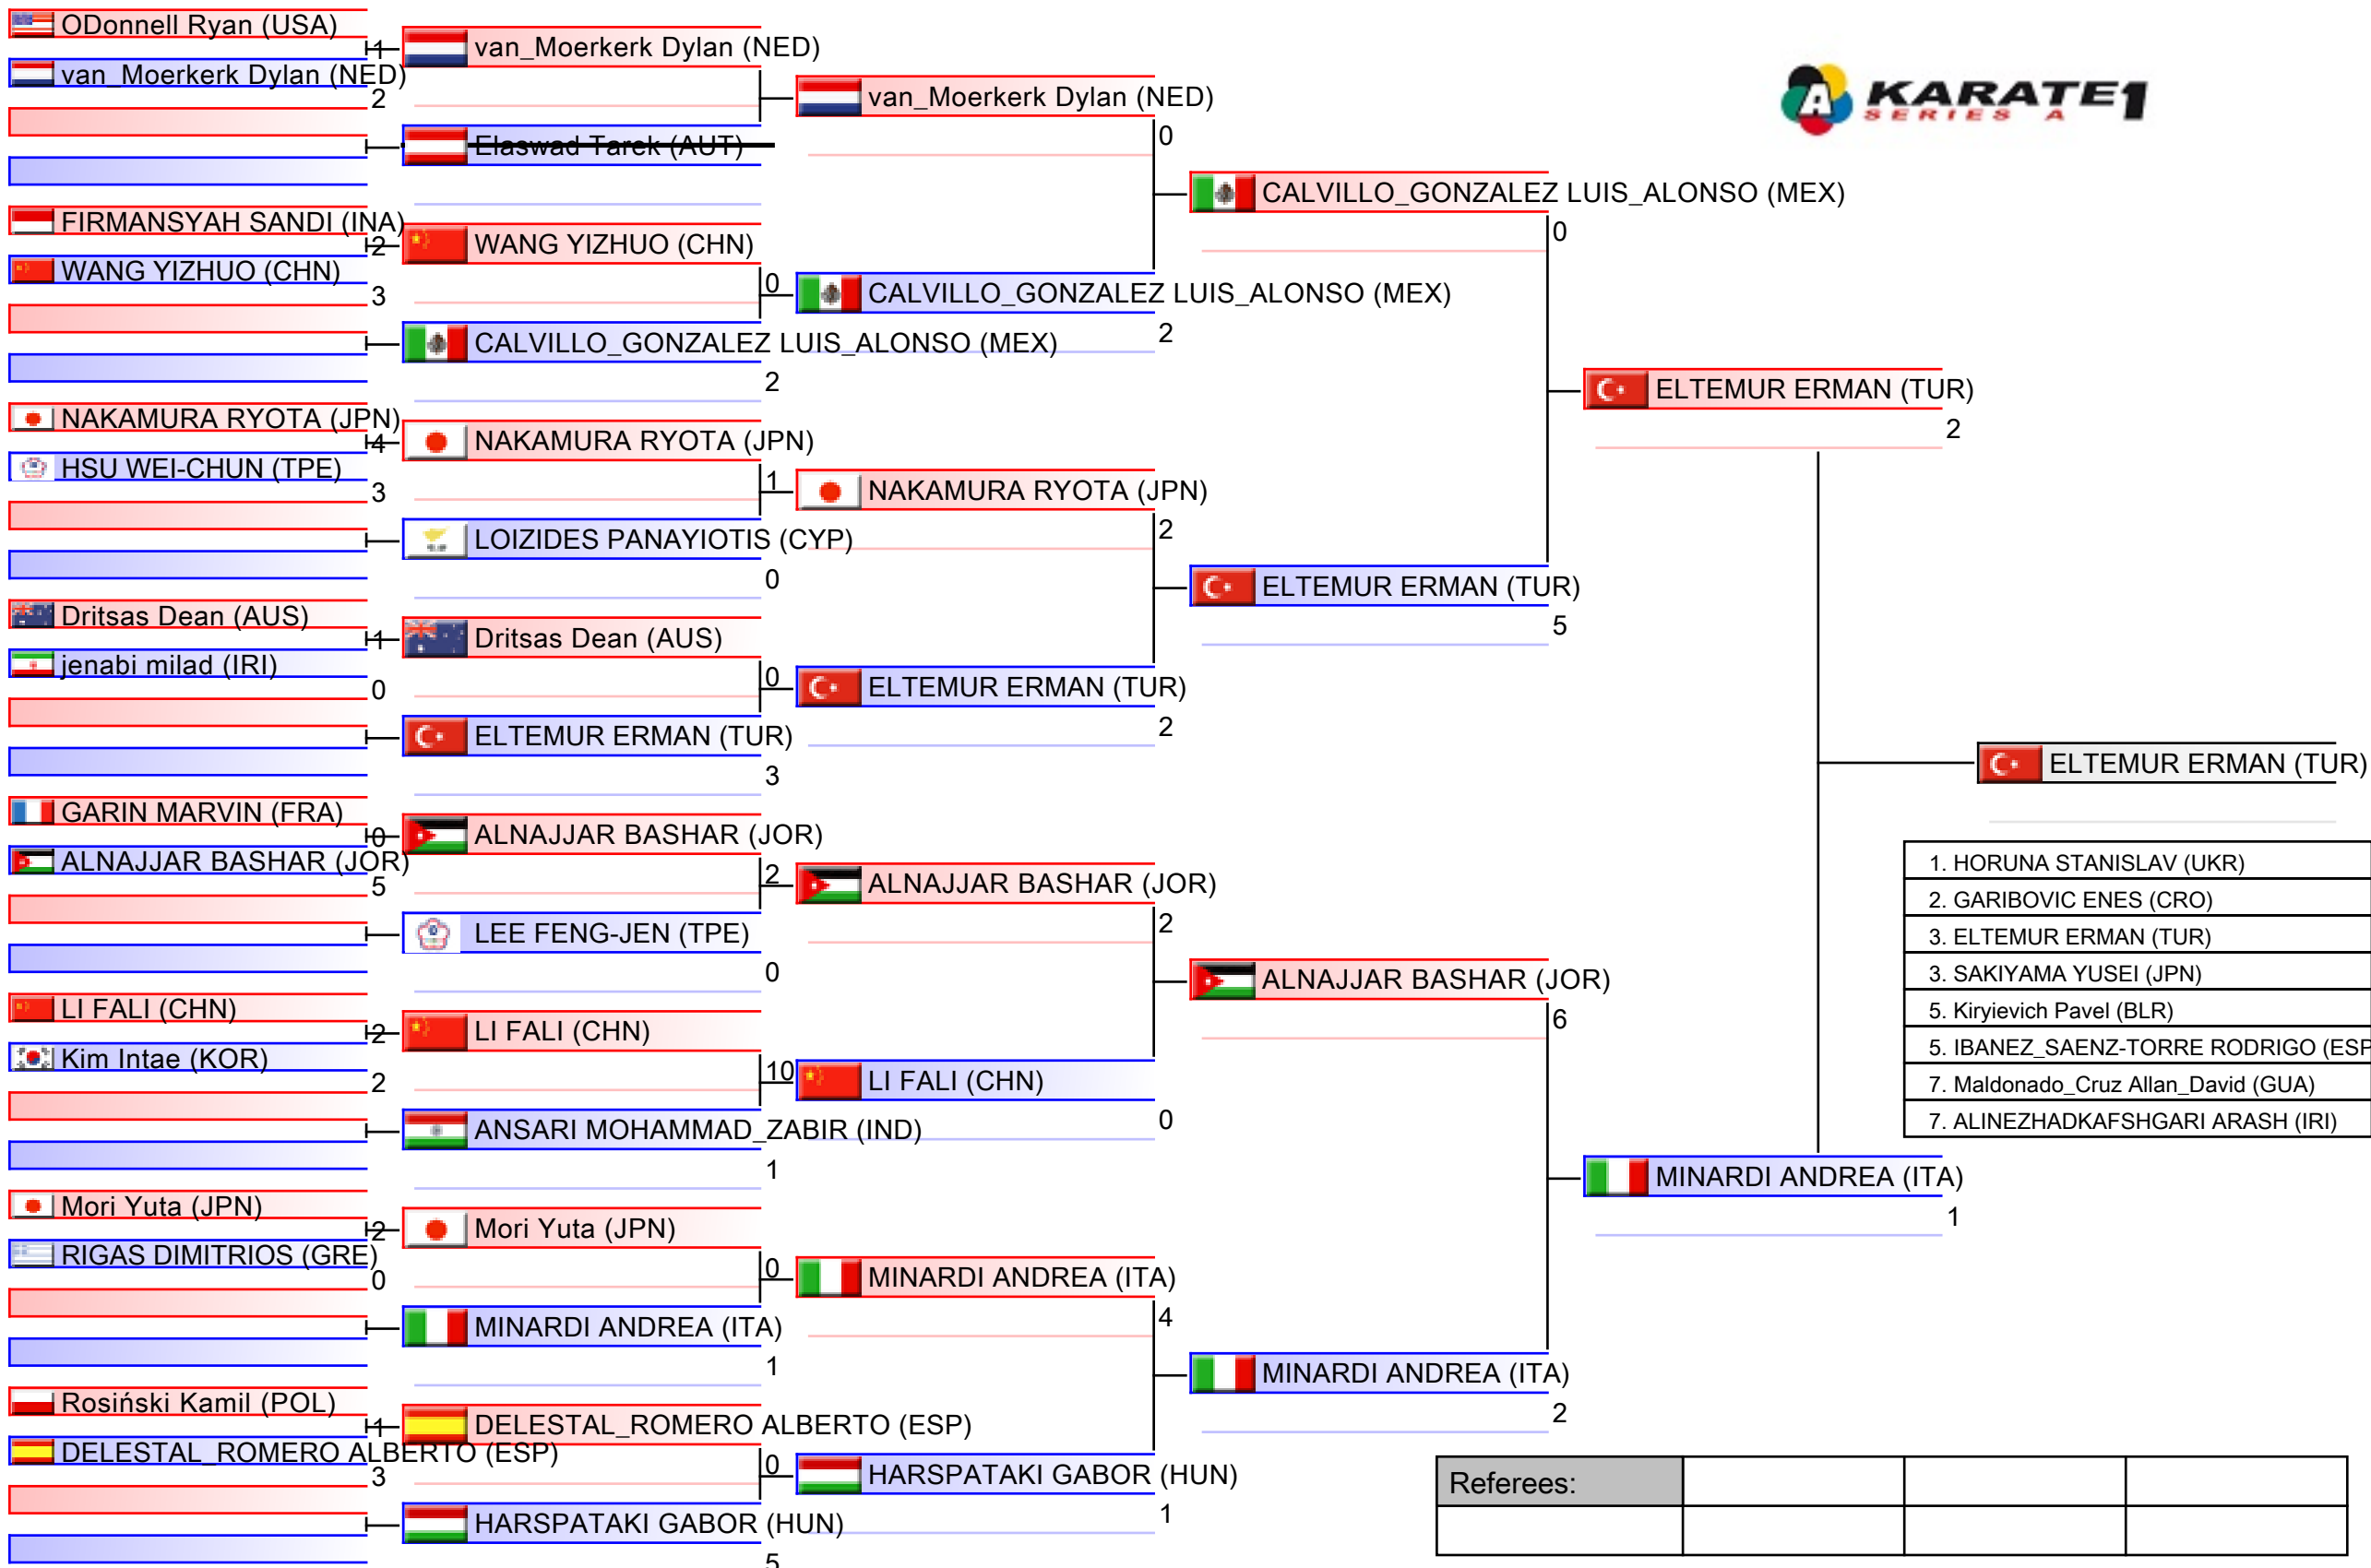 ODonnell Ryan (USA)
1
van_Moerkerk Dylan (NED)
2
FIRMANSYAH SANDI (INA)
2
WANG YIZHUO (CHN)
3
NAKAMURA RYOTA (JPN)
4
HSU WEI-CHUN (TPE)
3
Dritsas Dean (AUS)
1
jenabi milad (IRI)
0
GARIN MARVIN (FRA)
0
ALNAJJAR BASHAR (JOR)
5
LI FALI (CHN)
2
Kim Intae (KOR)
2
Mori Yuta (JPN)
2
RIGAS DIMITRIOS (GRE)
0
Rosiński Kamil (POL)
1
DELESTAL_ROMERO ALBERTO (ESP)
3
van_Moerkerk Dylan (NED)
Elaswad Tarek (AUT)
WANG YIZHUO (CHN)
0
CALVILLO_GONZALEZ LUIS_ALONSO (MEX)
2
NAKAMURA RYOTA (JPN)
1
LOIZIDES PANAYIOTIS (CYP)
0
Dritsas Dean (AUS)
0
ELTEMUR ERMAN (TUR)
3
ALNAJJAR BASHAR (JOR)
2
LEE FENG-JEN (TPE)
0
LI FALI (CHN)
10
ANSARI MOHAMMAD_ZABIR (IND)
1
Mori Yuta (JPN)
0
MINARDI ANDREA (ITA)
1
DELESTAL_ROMERO ALBERTO (ESP)
0
HARSPATAKI GABOR (HUN)
5
van_Moerkerk Dylan (NED)
0
CALVILLO_GONZALEZ LUIS_ALONSO (MEX)
2
NAKAMURA RYOTA (JPN)
2
ELTEMUR ERMAN (TUR)
2
ALNAJJAR BASHAR (JOR)
2
LI FALI (CHN)
0
MINARDI ANDREA (ITA)
4
HARSPATAKI GABOR (HUN)
1
CALVILLO_GONZALEZ LUIS_ALONSO (MEX)
0
ELTEMUR ERMAN (TUR)
5
ALNAJJAR BASHAR (JOR)
6
MINARDI ANDREA (ITA)
2
ELTEMUR ERMAN (TUR)
2
MINARDI ANDREA (ITA)
1
A KARATE1
SERIES A
ELTEMUR ERMAN (TUR)
1. HORUNA STANISLAV (UKR)
2. GARIBOVIC ENES (CRO)
3. ELTEMUR ERMAN (TUR)
3. SAKIYAMA YUSEI (JPN)
5. Kiryievich Pavel (BLR)
5. IBANEZ_SAENZ-TORRE RODRIGO (ESP
7. Maldonado_Cruz Allan_David (GUA)
7. ALINEZHADKAFSHGARI ARASH (IRI)
Referees: